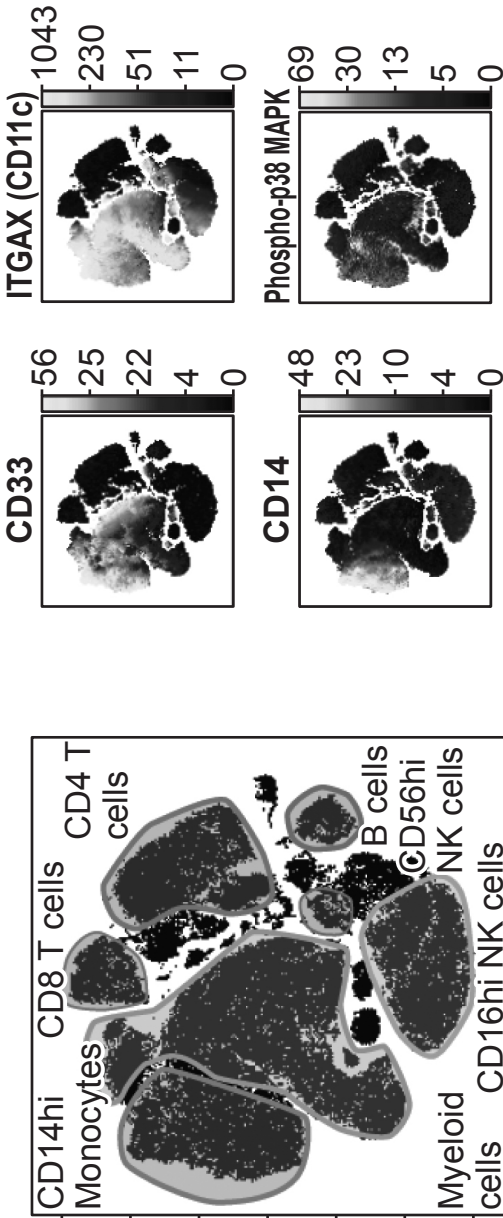 CD14hi
Monocytes
CD8 T cells
CD4 T
cells
B cells
CD56hi
NK cells
CD16hi NK cells
Myeloid
cells
CD33
56
25
22
4
0
ITGAX (CD11c)
1043
230
51
11
0
CD14
48
23
10
4
0
Phospho-p38 MAPK
69
30
13
5
0